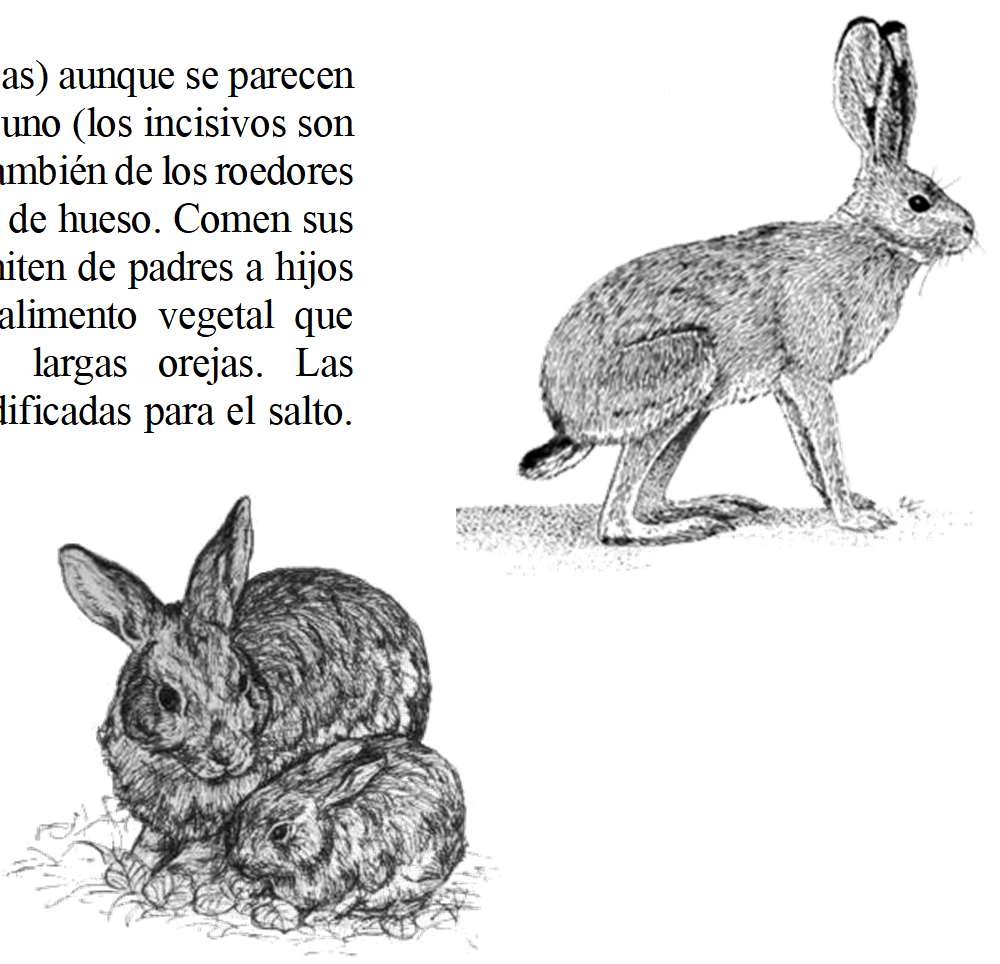 as) aunque se parecen
uno (los incisivos son
ambién de los roedores
de hueso. Comen sus
niten de padres a hijos
alimento vegetal que
largas orejas. Las
dificadas para el salto.